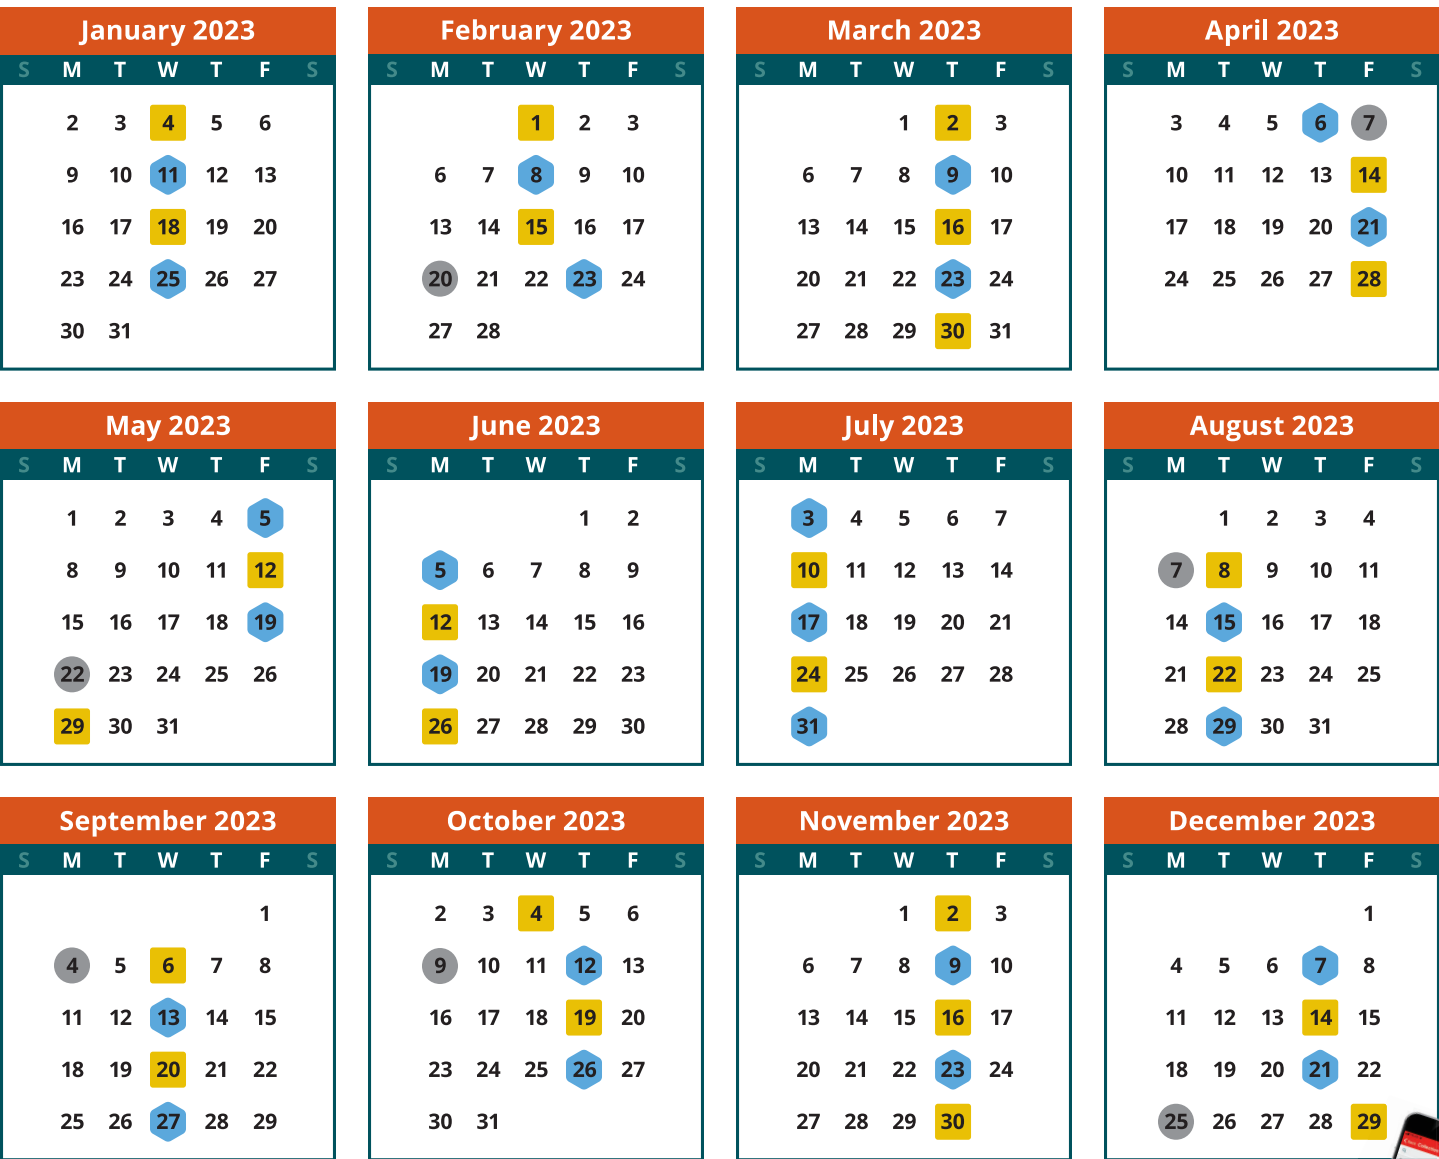 January 2023
S M T W T F S
2 3 4 5 6
9 10 11 12 13
16 17 18 19 20
23 24 25 26 27
30 31
February 2023
S M T W T F S
1 2 3
6 7 8 9 10
13 14 15 16 17
20 21 22 23 24
27 28
March 2023
S M T W T F S
1 2 3
6 7 8 9 10
13 14 15 16 17
20 21 22 23 24
27 28 29 30 31
April 2023
S M T W T F S
3 4 5 6 7
10 11 12 13 14
17 18 19 20 21
24 25 26 27 28
May 2023
S M T W T F S
1 2 3 4 5
8 9 10 11 12
15 16 17 18 19
22 23 24 25 26
29 30 31
June 2023
S M T W T F S
1 2
5 6 7 8 9
12 13 14 15 16
19 20 21 22 23
26 27 28 29 30
July 2023
S M T W T F S
3 4 5 6 7
10 11 12 13 14
17 18 19 20 21
24 25 26 27 28
31
August 2023
S M T W T F S
1 2 3 4
7 8 9 10 11
14 15 16 17 18
21 22 23 24 25
28 29 30 31
September 2023
S M T W T F S
1
4 5 6 7 8
11 12 13 14 15
18 19 20 21 22
25 26 27 28 29
October 2023
S M T W T F S
2 3 4 5 6
9 10 11 12 13
16 17 18 19 20
23 24 25 26 27
30 31
November 2023
S M T W T F S
1 2 3
6 7 8 9 10
13 14 15 16 17
20 21 22 23 24
27 28 29 30
December 2023
S M T W T F S
1
4 5 6 7 8
11 12 13 14 15
18 19 20 21 22
25 26 27 28 29